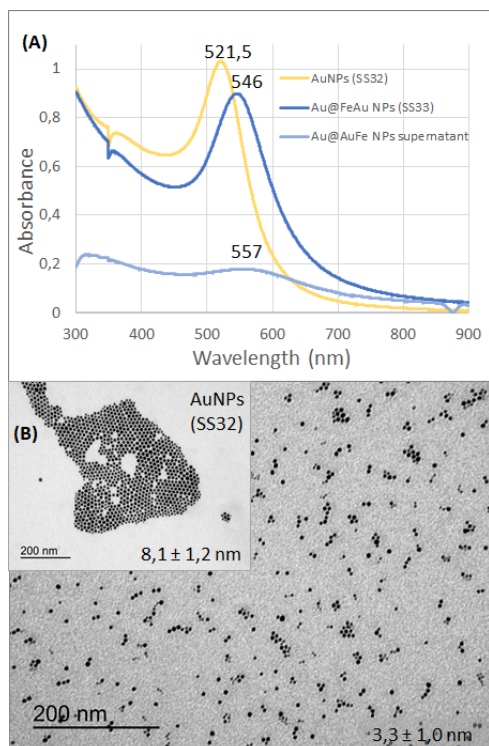 (A)
521,5
546
557
AuNPs (SS32)
Au@FeAu NPs (SS33)
Au@AuFe NPs supernatant
Absorbance
1
0,8
0,6
0,4
0,2
0
300 400 500 600 700 800 900
Wavelength (nm)
(B)
AuNPs
(SS32)
200 nm
8,1 ± 1,2 nm
200 nm
3,3 ± 1,0 nm